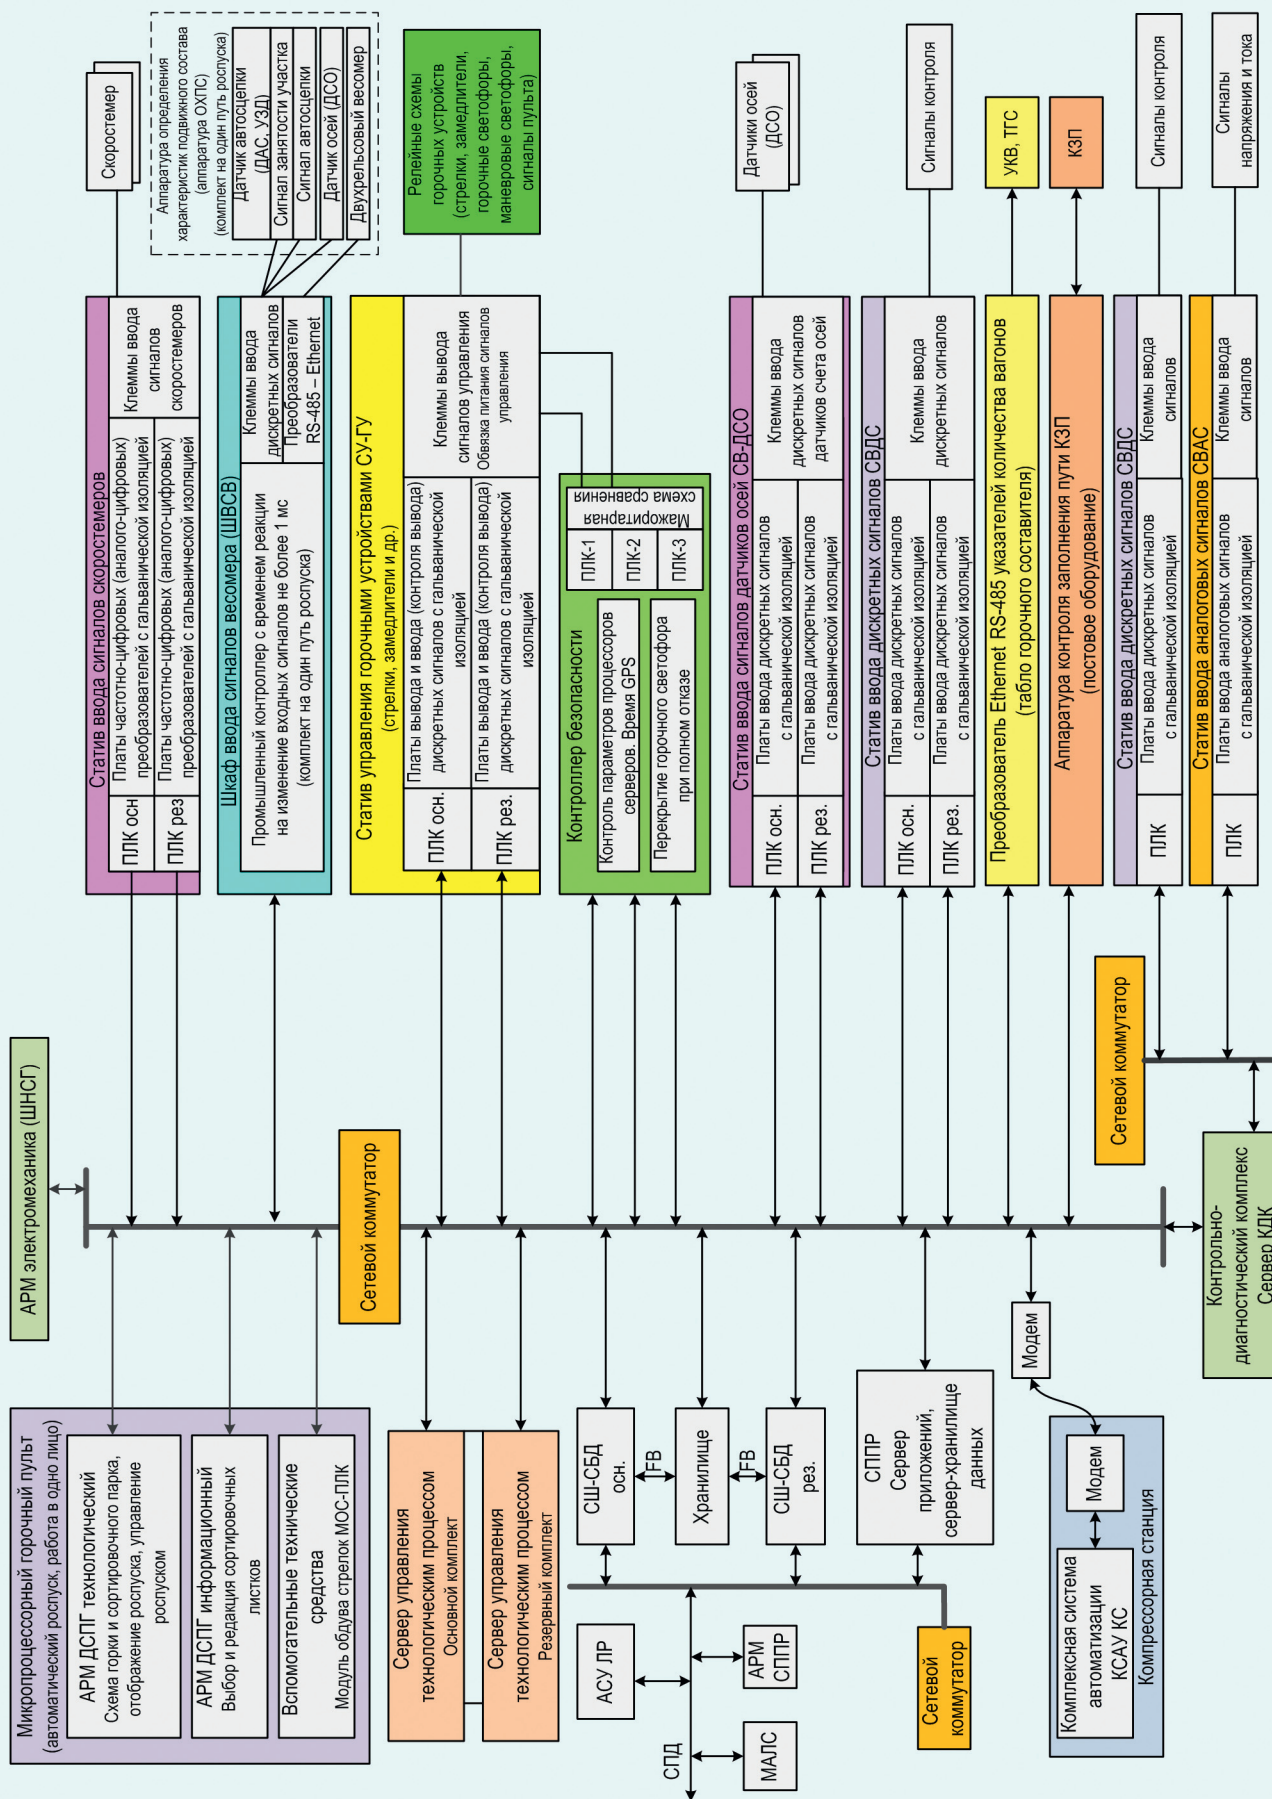 АРМ электромеханика (ШНСГ)
Микропроцессорный горочный пульт
(автоматический роспуск, работа в одно лицо)
АРМ ДСПГ технологический
Схема горки и сортировочного парка,
отображение роспуска, управление
роспуском
АРМ ДСПГ информационный
Выбор и редакция сортировочных
листков
Вспомогательные технические
средства
Модуль обдува стрелок МОС-ПЛК
Сетевой коммутатор
Сервер управления
технологическим процессом
Основной комплект
Сервер управления
технологическим процессом
Резервный комплект
СШ-СБД
осн.
FB
Хранилище
FB
СШ-СБД
рез.
СППР
Сервер
приложений,
сервер-хранилище
данных
АСУ ЛР
СПД
АРМ
СППР
МАЛС
Сетевой
коммутатор
Модем
Модем
Комплексная система
автоматизации
КСАУ КС
Компрессорная станция
Контрольно-
диагностический комплекс
Сервер КДК
Сетевой коммутатор
Статив ввода сигналов скоростемеров
ПЛК осн
Платы частотно-цифровых (аналого-цифровых)
преобразователей с гальванической изоляцией
ПЛК рез
Платы частотно-цифровых (аналого-цифровых)
преобразователей с гальванической изоляцией
Клеммы ввода
сигналов
скоростемеров
Скоростемер
Шкаф ввода сигналов весомера (ШВСВ)
Промышленный контроллер с временем реакции
на изменение входных сигналов не более 1 мс
(комплект на один путь роспуска)
Клеммы ввода
дискретных сигналов
Преобразователи
RS-485 – Ethernet
Аппаратура определения
характеристик подвижного состава
(аппаратура ОХПС)
(комплект на один путь роспуска)
Датчик автосцепки
(ДАС, УЗД)
Сигнал занятости участка
Сигнал автосцепки
Датчик осей (ДСО)
Двухрельсовый весомер
Статив управления горочными устройствами СУ-ГУ
(стрелки, замедлители и др.)
ПЛК осн.
Платы вывода и ввода (контроля вывода)
дискретных сигналов с гальванической
изоляцией
ПЛК рез.
Платы вывода и ввода (контроля вывода)
дискретных сигналов с гальванической
изоляцией
Клеммы вывода
сигналов управления
Обвязка питания сигналов
управления
Релейные схемы
горочных устройств
(стрелки, замедлители,
горочные светофоры,
маневровые светофоры,
сигналы пульта)
Контроллер безопасности
Контроль параметров процессоров
серверов. Время GPS
Перекрытие горочного светофора
при полном отказе
ПЛК-1
ПЛК-2
ПЛК-3
Мажоритарная
схема сравнения
Статив ввода сигналов датчиков осей СВ-ДСО
ПЛК осн.
Платы ввода дискретных сигналов
с гальванической изоляцией
ПЛК рез.
Платы ввода дискретных сигналов
с гальванической изоляцией
Клеммы ввода
дискретных сигналов
датчиков счета осей
Датчики осей
(ДСО)
Статив ввода дискретных сигналов СВДС
ПЛК осн.
Платы ввода дискретных сигналов
с гальванической изоляцией
ПЛК рез.
Платы ввода дискретных сигналов
с гальванической изоляцией
Клеммы ввода
дискретных сигналов
Сигналы контроля
Преобразователь Ethernet RS-485 указателей количества вагонов
(табло горочного составителя)
УКВ, ТГС
Аппаратура контроля заполнения пути КЗП
(постовое оборудование)
КЗП
Статив ввода дискретных сигналов СВДС
ПЛК
Платы ввода дискретных сигналов
с гальванической изоляцией
Клеммы ввода
сигналов
Сигналы контроля
Статив ввода аналоговых сигналов СВАС
ПЛК
Платы ввода аналоговых сигналов
с гальванической изоляцией
Клеммы ввода
сигналов
Сигналы
напряжения и тока